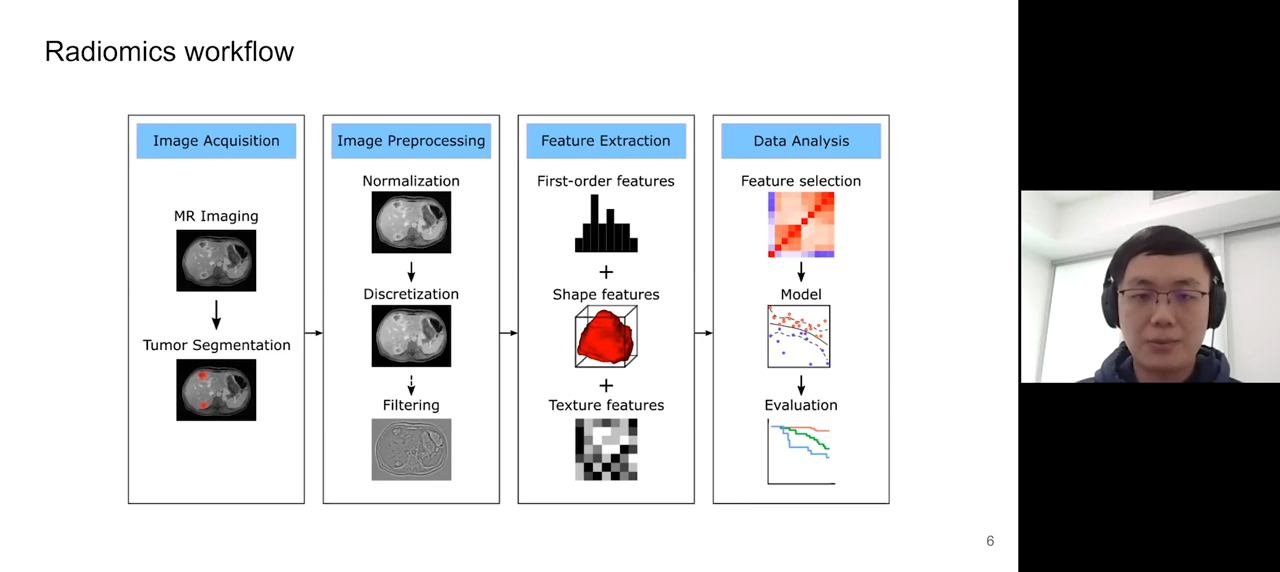 Radiomics workflow
Image Acquisition
MR Imaging
Tumor Segmentation
Image Preprocessing
Normalization
Discretization
Filtering
Feature Extraction
First-order features
+
Shape features
+
Texture features
Data Analysis
Feature selection
Model
Evaluation
6